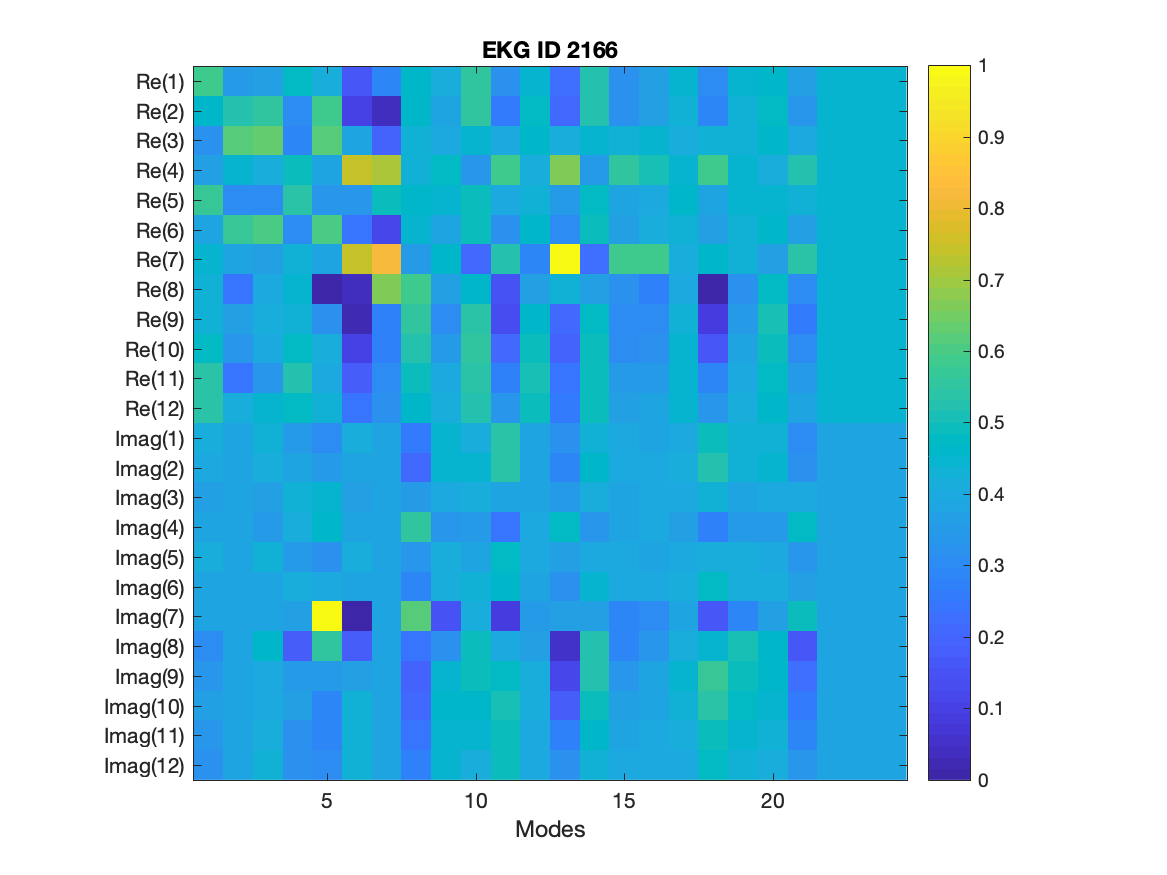 EKG ID 2166
Re(1)
Re(2)
Re(3)
Re(4)
Re(5)
Re(6)
Re(7)
Re(8)
Re(9)
Re(10)
Re(11)
Re(12)
Imag(1)
Imag(2)
Imag(3)
Imag(4)
Imag(5)
Imag(6)
Imag(7)
Imag(8)
Imag(9)
Imag(10)
Imag(11)
Imag(12)
5 10 15 20
Modes
1
0.9
0.8
0.7
0.6
0.5
0.4
0.3
0.2
0.1
0